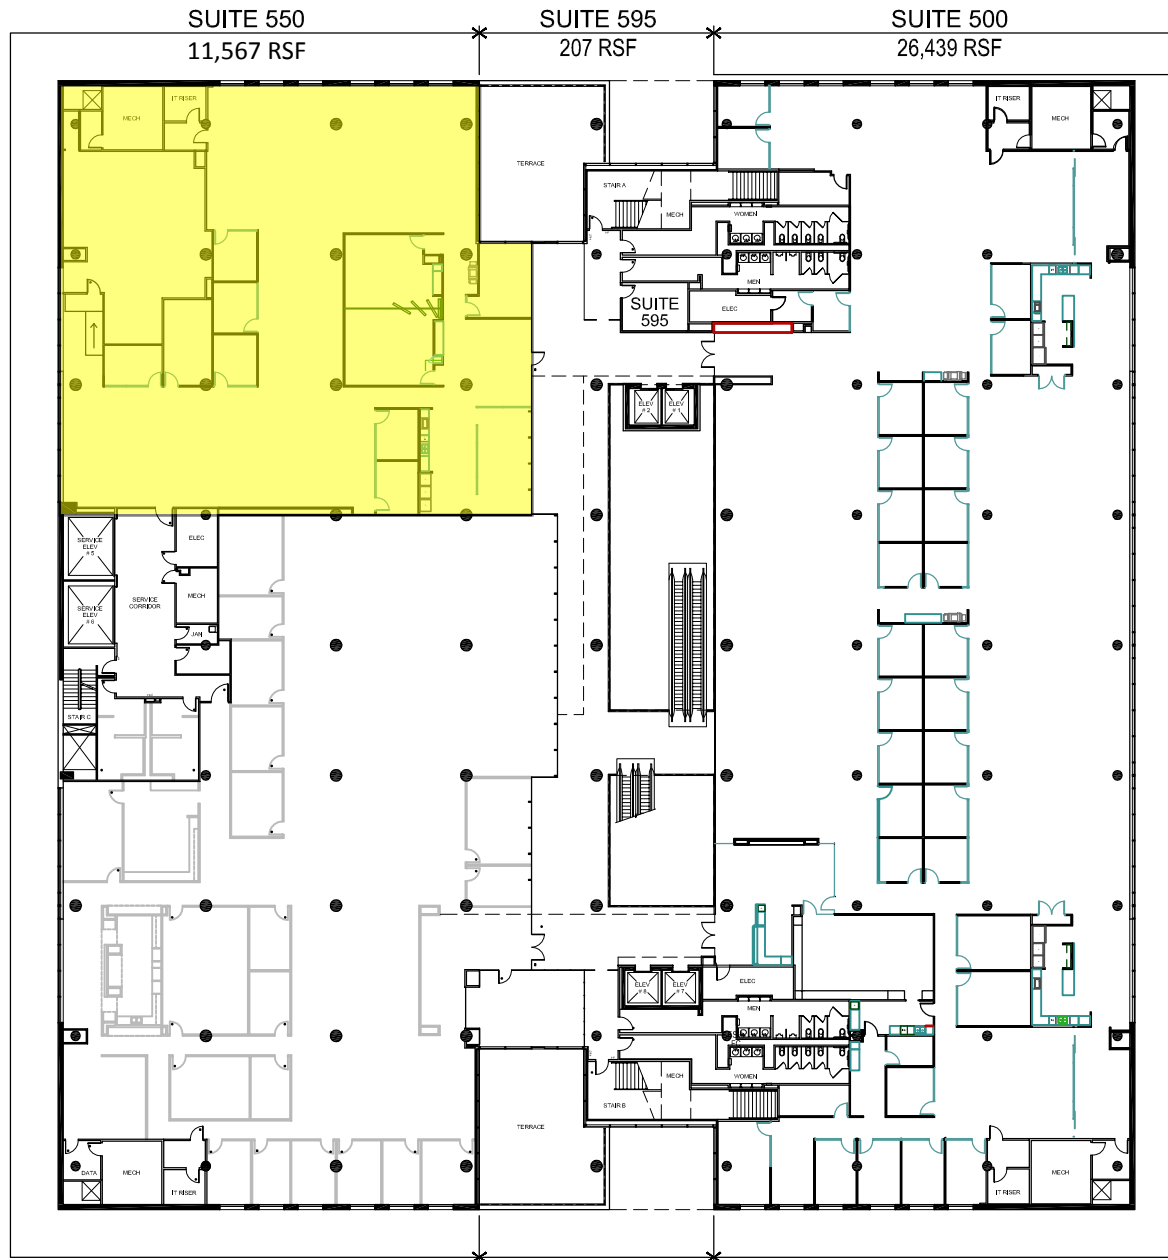 SUITE 550
11,567 RSF
SUITE 595
207 RSF
SUITE 500
26,439 RSF
IT RISER
MECH
TERRACE
STAIR A
MECH
WOMEN
MEN
SUITE
595
ELEC
IT RISER
MECH
ELEV
# 2
ELEV
# 1
SERVICE
ELEV
# 5
ELEC
SERVICE
ELEV
# 6
SERVICE
CORRIDOR
MECH
JAN
STAIR C
ELEV
# 8
ELEV
# 7
ELEC
MEN
MECH
WOMEN
STAIR B
TERRACE
DATA
MECH
IT RISER
IT RISER
MECH